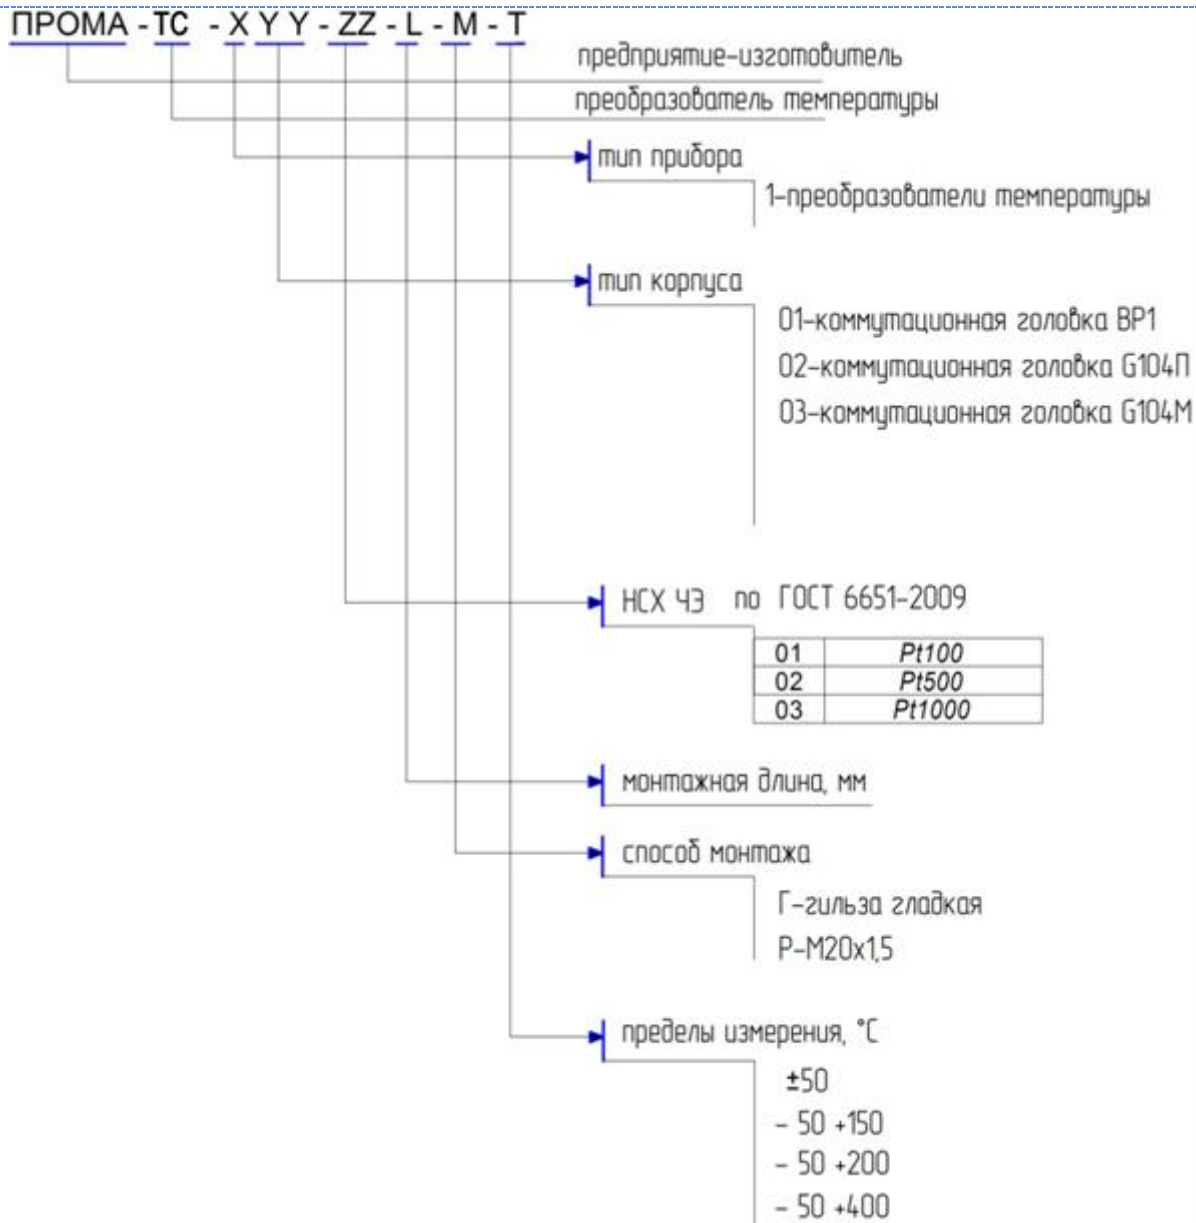 ПРОМА - ТС - X Y Y - ZZ - L - M - T
предприятие-изготовитель
преобразователь температуры
тип прибора
1-преобразователи температуры
тип корпуса
01-коммутационная головка ВР1
02-коммутационная головка G104П
03-коммутационная головка G104М
НСХ ЧЭ по ГОСТ 6651-2009
01 Pt100
02 Pt500
03 Pt1000
монтажная длина, мм
способ монтажа
Г-гильза гладкая
Р-М20х1,5
пределы измерения, °С
±50
- 50 +150
- 50 +200
- 50 +400